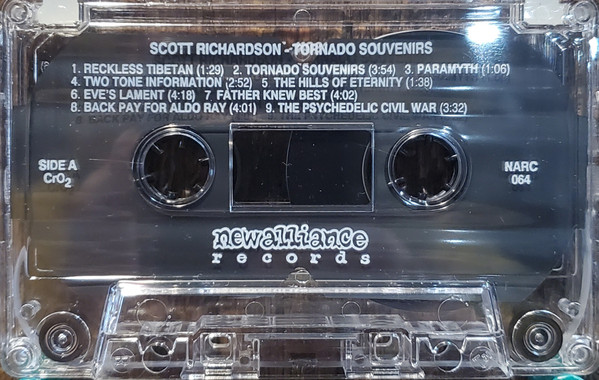 SCOTT RICHARDSON - TORNADO SOUVENIRS
1. RECKLESS TIBETAN (1:29) 2. TORNADO SOUVENIRS (3:54) 3. PARAMYTH (1:06)
4. TWO TONE INFORMATION (2:52) 5 THE HILLS OF ETERNITY (1:38)
6. EVE'S LAMENT (4:18) 7 FATHER KNEW BEST (4:02)
8. BACK PAY FOR ALDO RAY (4:01) 9. THE PSYCHEDELIC CIVIL WAR (3:32)
SIDE A
CrO2
NARC
064
newalliance
records